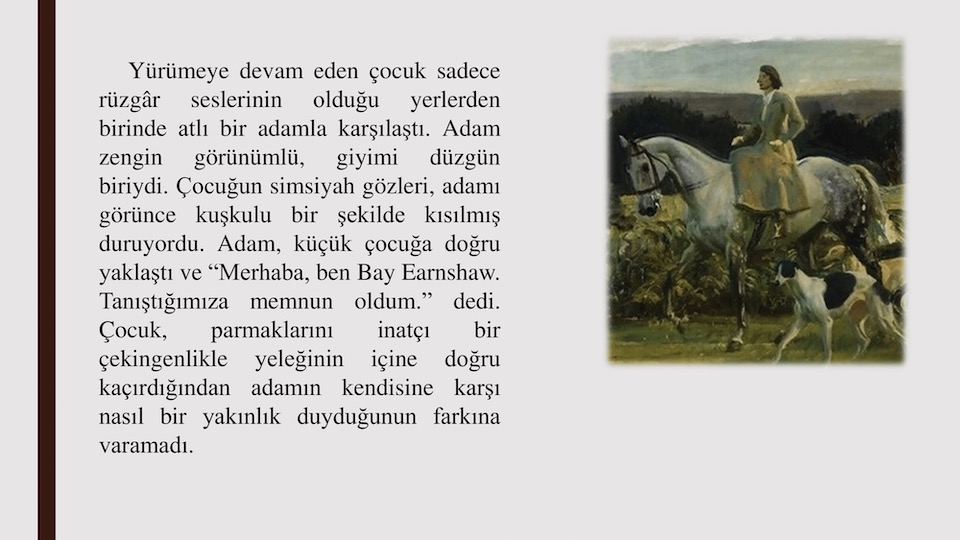 Yürümeye devam eden çocuk sadece
rüzgâr seslerinin olduğu yerlerden
birinde atlı bir adamla karşılaştı. Adam
zengin görünümlü, giyimi düzgün
biriydi. Çocuğun simsiyah gözleri, adamı
görünce kuşkulu bir şekilde kısılmış
duruyordu. Adam, küçük çocuğa doğru
yaklaştı ve “Merhaba, ben Bay Earnshaw.
Tanıştığımıza memnun oldum.” dedi.
Çocuk, parmaklarını inatçı bir
çekingenlikle yeleğinin içine doğru
kaçırdığından adamın kendisine karşı
nasıl bir yakınlık duyduğunun farkına
varamadı.